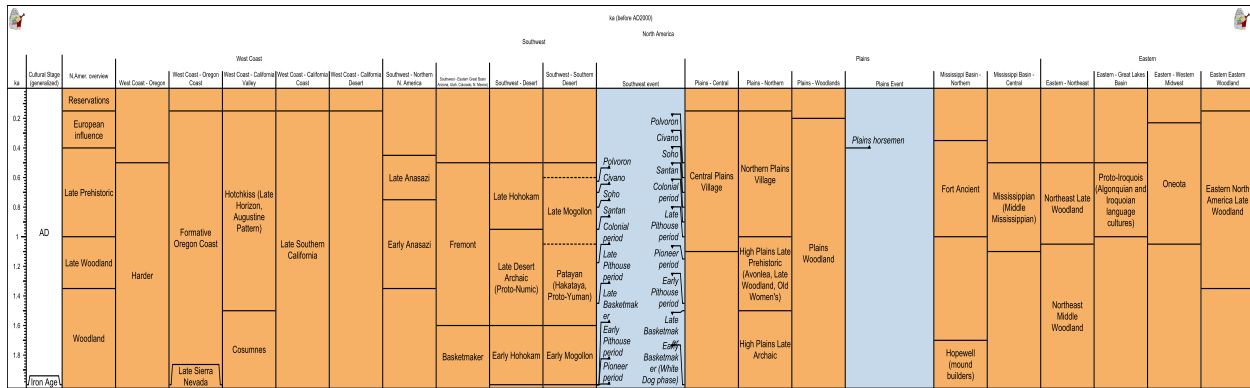 ka (before AD2000)
North America
Southwest
West Coast
Plains
Eastern
ka
Cultural Stage
(generalized)
N.Amer. overview
West Coast - Oregon
West Coast - Oregon
Coast
West Coast - California
Valley
West Coast - California
Coast
West Coast - California
Desert
Southwest - Northern
N. America
Southwest - Eastern Great Basin
Southwest - Desert
Southwest - Southern
Desert
Southwest event
Plains - Central
Plains - Northern
Plains - Woodlands
Plains Event
Mississippi Basin -
Northern
Mississippi Basin -
Central
Eastern - Northeast
Eastern - Great Lakes
Basin
Eastern - Western
Midwest
Eastern Eastern
Woodland
0.2
0.4
0.6
0.8
1
1.2
1.4
1.6
1.8
AD
Iron Age
Reservations
European
influence
Late Prehistoric
Late Woodland
Woodland
Harder
Formative
Oregon Coast
Late Sierra
Nevada
Hotchkiss (Late
Horizon,
Augustine
Pattern)
Cosumnes
Late Southern
California
Late Anasazi
Early Anasazi
Fremont
Basketmaker
Late Hohokam
Late Desert
Archaic
(Proto-Numic)
Early Hohokam
Late Mogollon
Patayan
(Hakataya,
Proto-Yuman)
Early Mogollon
Polvoron
Civano
Soho
Santan
Colonial
period
Late
Pithouse
period
Late
Basketmak
er
Early
Pithouse
period
Pioneer
period
Polvoron
Civano
Soho
Santan
Colonial
period
Late
Pithouse
period
Pioneer
period
Early
Pithouse
period
Late
Basketmak
er
Early
Basketmak
er (White
Dog phase)
Central Plains
Village
Northern Plains
Village
High Plains Late
Prehistoric
(Avonlea, Late
Woodland, Old
Women's)
High Plains Late
Archaic
Plains
Woodland
Plains horsemen
Fort Ancient
Hopewell
(mound
builders)
Mississippian
(Middle
Mississippian)
Northeast Late
Woodland
Northeast
Middle
Woodland
Proto-Iroquois
(Algonquian and
Iroquoian
language
cultures)
Oneota
Eastern North
America Late
Woodland